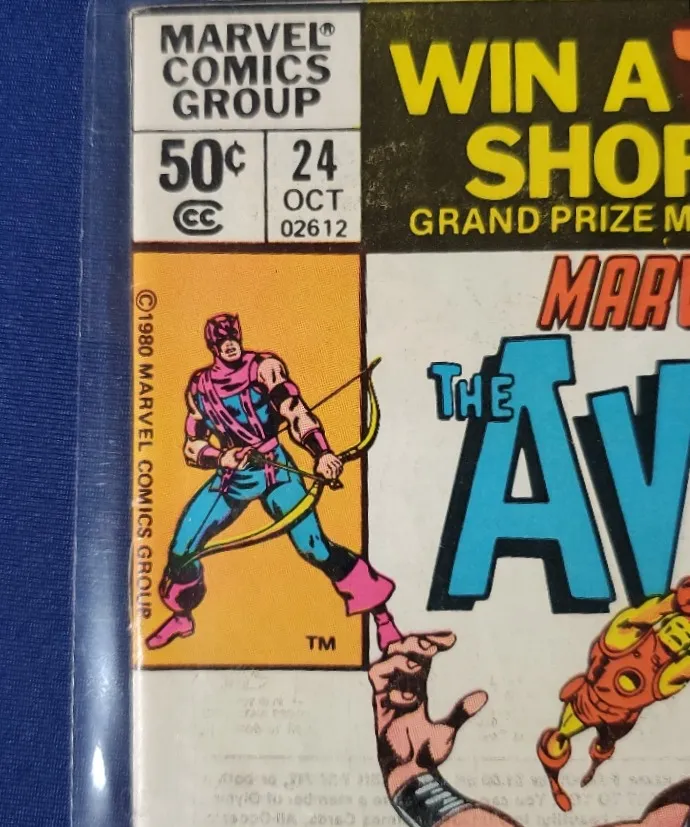 MARVEL®
COMICS
GROUP
50¢
CC
24
OCT
02612
WIN A
SHOP
GRAND PRIZE M
©1980 MARVEL COMICS GROUP
MARV
THE AV
TM